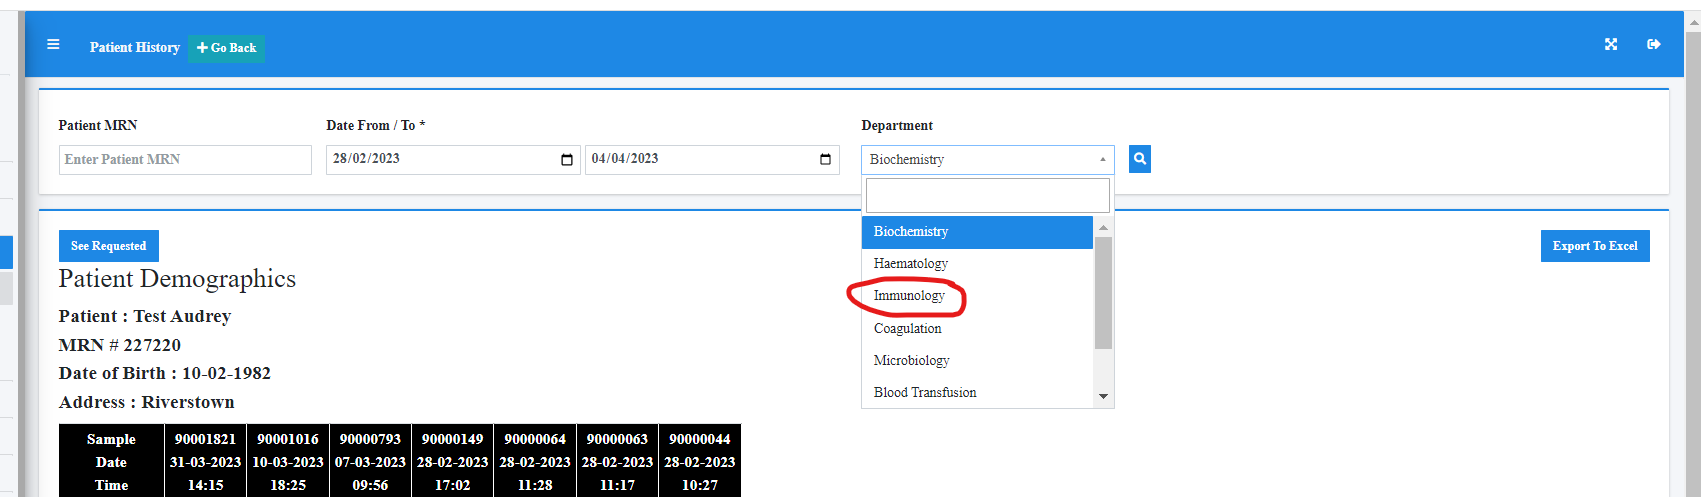 Patient History
Go Back
Patient MRN
Date From / To *
Department
Enter Patient MRN
28/02/2023
04/04/2023
Biochemistry
Biochemistry
Haematology
Immunology
Coagulation
Microbiology
Blood Transfusion
See Requested
Export To Excel
Patient Demographics
Patient : Test Audrey
MRN # 227220
Date of Birth : 10-02-1982
Address : Riverstown
Sample 90001821 90001016 90000793 90000149 90000064 90000063 90000044
Date 31-03-2023 10-03-2023 07-03-2023 28-02-2023 28-02-2023 28-02-2023 28-02-2023
Time 14:15 18:25 09:56 17:02 11:28 11:17 10:27